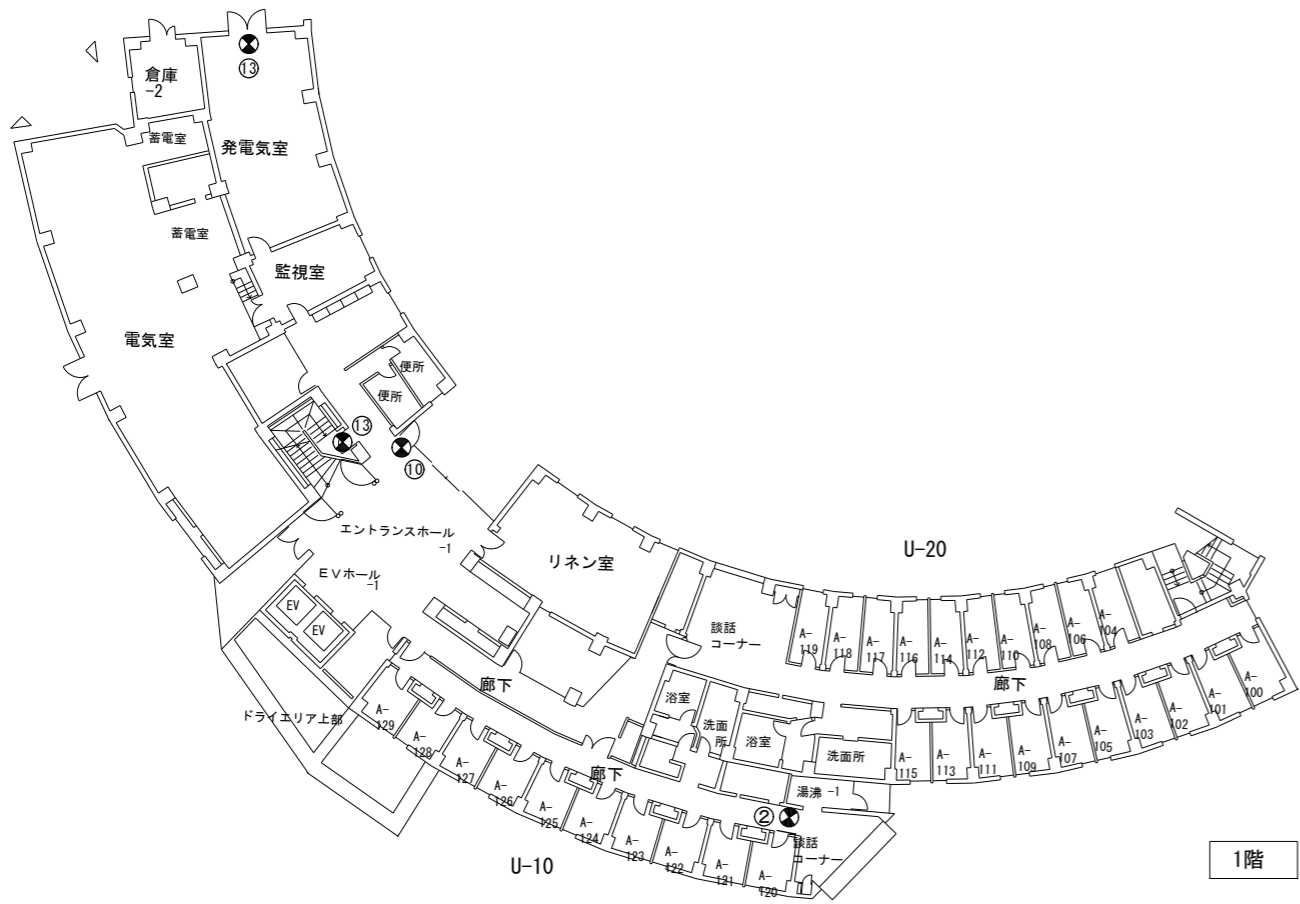 ⑬
倉庫
-2
蓄電室
発電気室
蓄電室
監視室
電気室
便所
便所
⑬
⑩
エントランスホール
-1
リネン室
U-20
EVホール
-1
EV
EV
談話
コーナー
A-
119
A-
118
A-
117
A-
116
A-
114
A-
112
A-
110
A-
108
A-
106
A-
104
廊下
廊下
ドライエリア上部
浴室
洗面
所
浴室
洗面所
A-
115
A-
113
A-
111
A-
109
A-
107
A-
105
A-
103
A-
102
A-
101
A-
100
A-
129
A-
128
A-
127
A-
126
A-
125
A-
124
A-
123
A-
122
A-
121
A-
120
廊下
湯沸 -1
②
談話
コーナー
U-10
1階